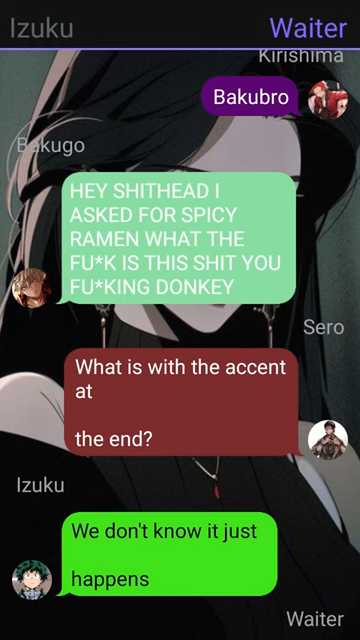 Izuku
Waiter
Kirishima
Bakubro
Bakugo
HEY SHITHEAD I
ASKED FOR SPICY
RAMEN WHAT THE
FU*K IS THIS SHIT YOU
FU*KING DONKEY
Sero
What is with the accent
at
the end?
Izuku
We don't know it just
happens
Waiter